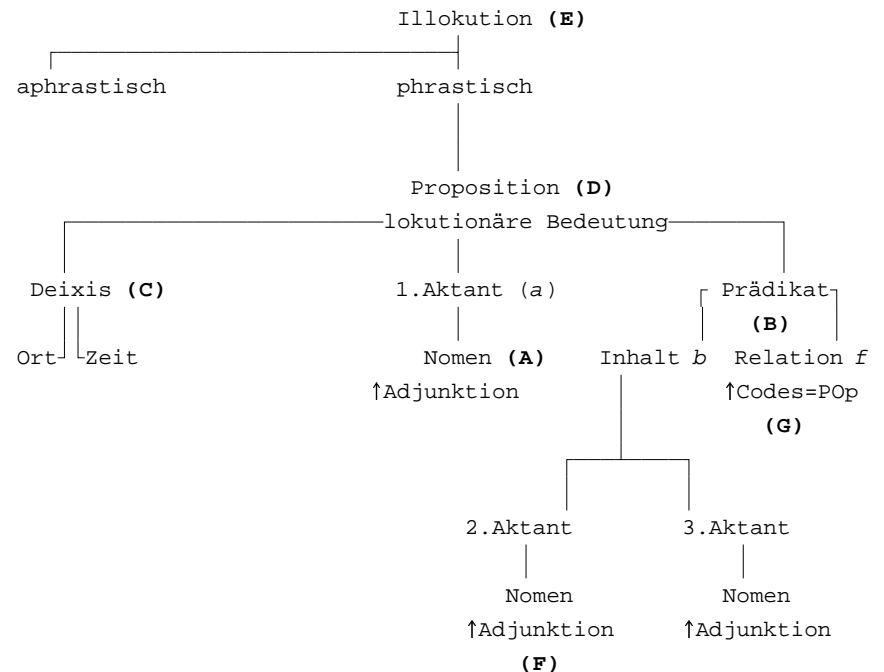 Illokution (E)
aphrastisch phrastisch
Proposition (D)
lokutionäre Bedeutung
Deixis (C) 1.Aktant (a) Prädikat
(B)
Ort Zeit Nomen (A) Inhalt b Relation f
↑Adjunktion ↑Codes=POp
(G)
2.Aktant 3.Aktant
Nomen Nomen
↑Adjunktion ↑Adjunktion
(F)